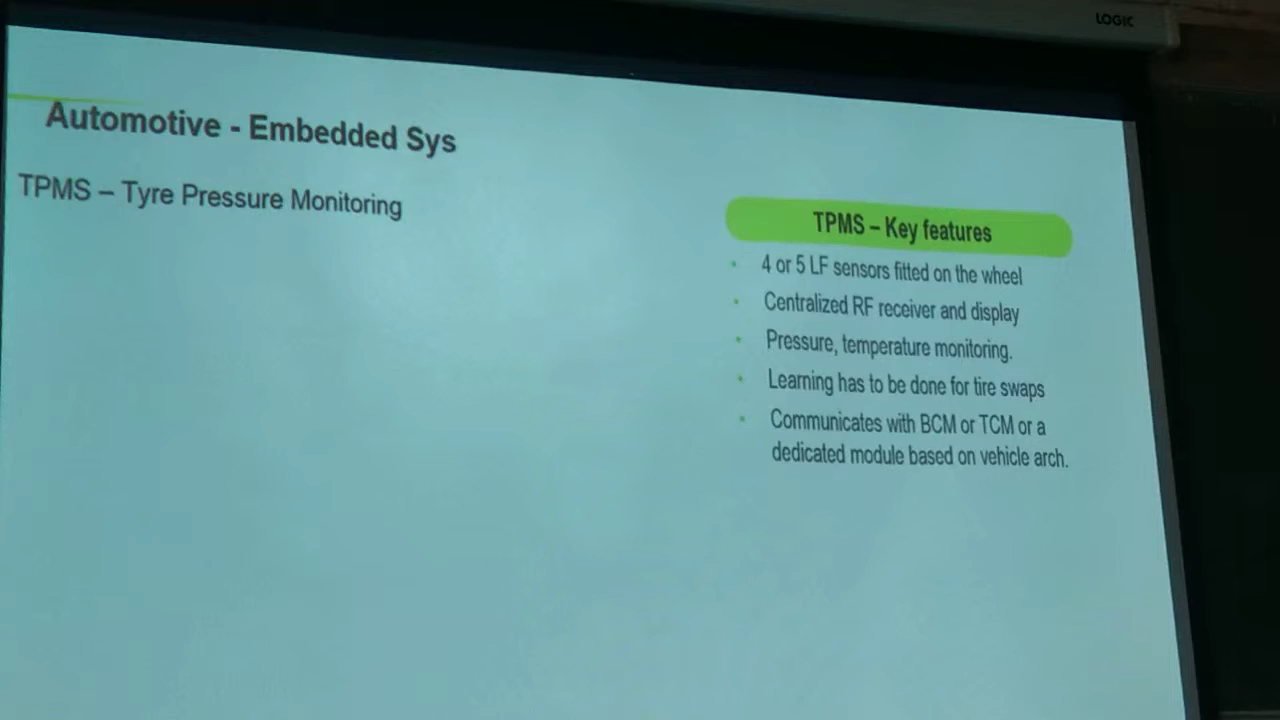 LOGIC
Automotive - Embedded Sys
TPMS – Tyre Pressure Monitoring
TPMS – Key features
• 4 or 5 LF sensors fitted on the wheel
• Centralized RF receiver and display
• Pressure, temperature monitoring.
• Learning has to be done for tire swaps
• Communicates with BCM or TCM or a
dedicated module based on vehicle arch.